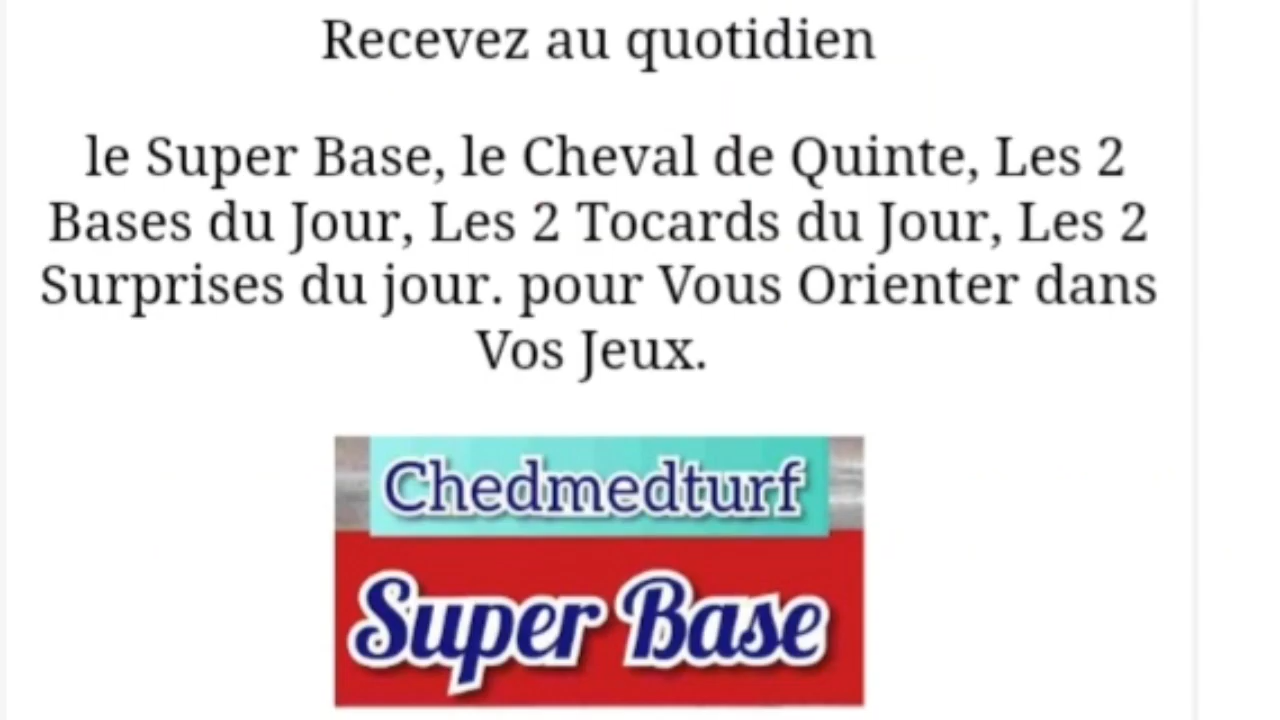 Recevez au quotidien
le Super Base, le Cheval de Quinte, Les 2
Bases du Jour, Les 2 Tocards du Jour, Les 2
Surprises du jour. pour Vous Orienter dans
Vos Jeux.
Chedmedturf
Super Base